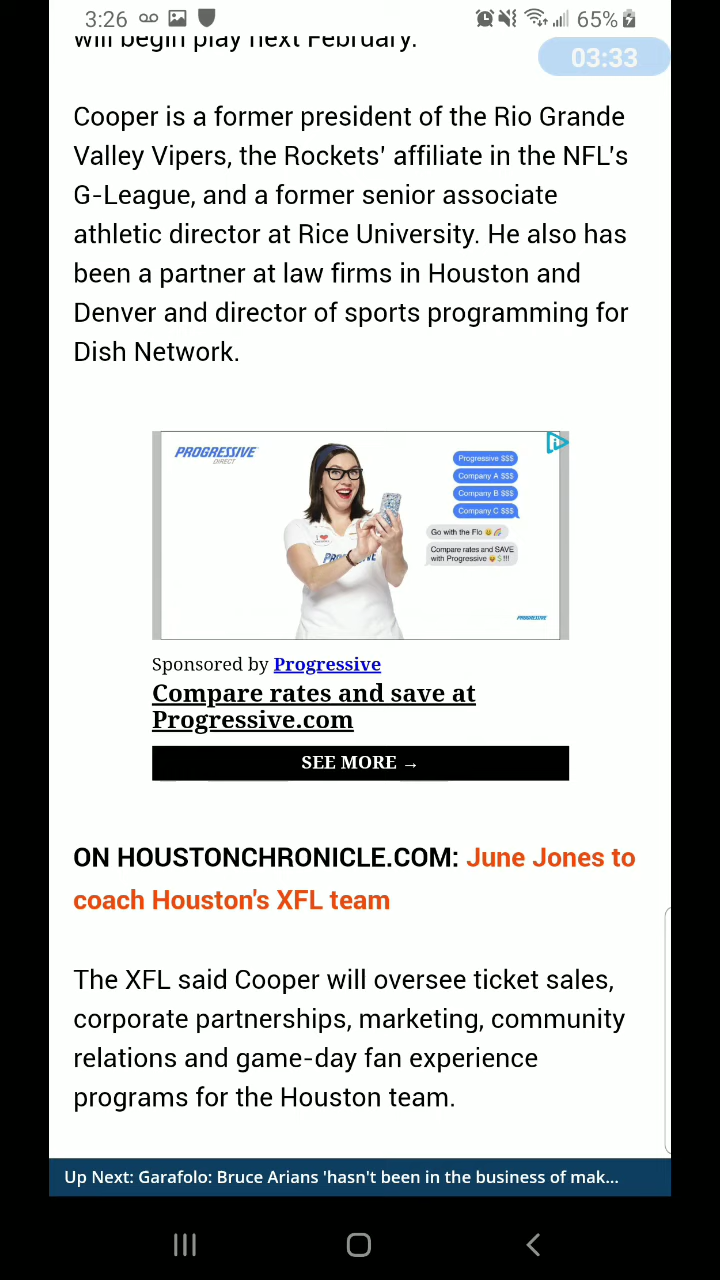 3:26
65%
will begin play next February.
03:33
Cooper is a former president of the Rio Grande
Valley Vipers, the Rockets' affiliate in the NFL's
G-League, and a former senior associate
athletic director at Rice University. He also has
been a partner at law firms in Houston and
Denver and director of sports programming for
Dish Network.
PROGRESSIVE
DIRECT
Progressive $$$
Company A $$$
Company B $$$
Company C $$$
Go with the Flo
Compare rates and SAVE
with Progressive 😍 $!!!
PROGRESSIVE
Sponsored by Progressive
Compare rates and save at
Progressive.com
SEE MORE →
ON HOUSTONCHRONICLE.COM: June Jones to
coach Houston's XFL team
The XFL said Cooper will oversee ticket sales,
corporate partnerships, marketing, community
relations and game-day fan experience
programs for the Houston team.
Up Next: Garafolo: Bruce Arians 'hasn't been in the business of mak...